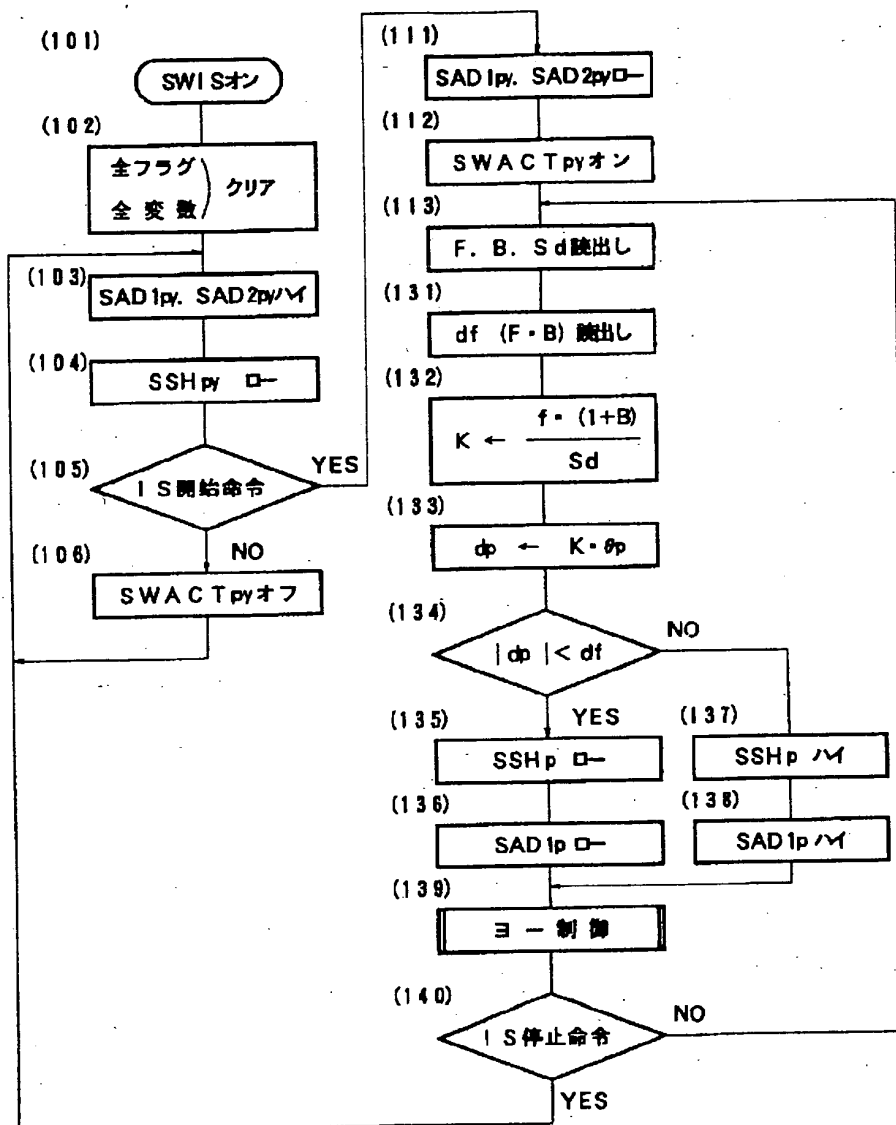 (101)
SWISオン
(102)
全フラグ
全変数
クリア
(103)
SAD1py. SAD2pyハイ
(104)
SSHpy ロー
(105)
IS開始命令
YES
NO
(106)
SWACTpyオフ
(111)
SAD1py. SAD2pyロー
(112)
SWACTpyオン
(113)
F. B. Sd読出し
(131)
df (F・B) 読出し
(132)
K ← f・(1+B)
Sd
(133)
dp ← K・θp
(134)
|dp|<df
NO
YES
(135)
SSHp ロー
(136)
SAD1p ロー
(137)
SSHp ハイ
(138)
SAD1p ハイ
(139)
ヨー制御
(140)
IS停止命令
NO
YES